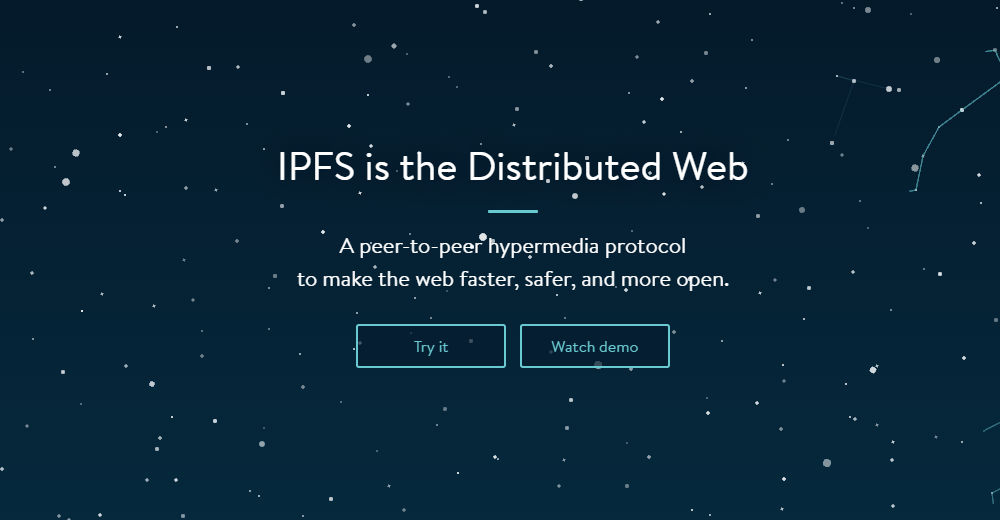 IPFS is the Distributed Web
A peer-to-peer hypermedia protocol
to make the web faster, safer, and more open.
Try it
Watch demo